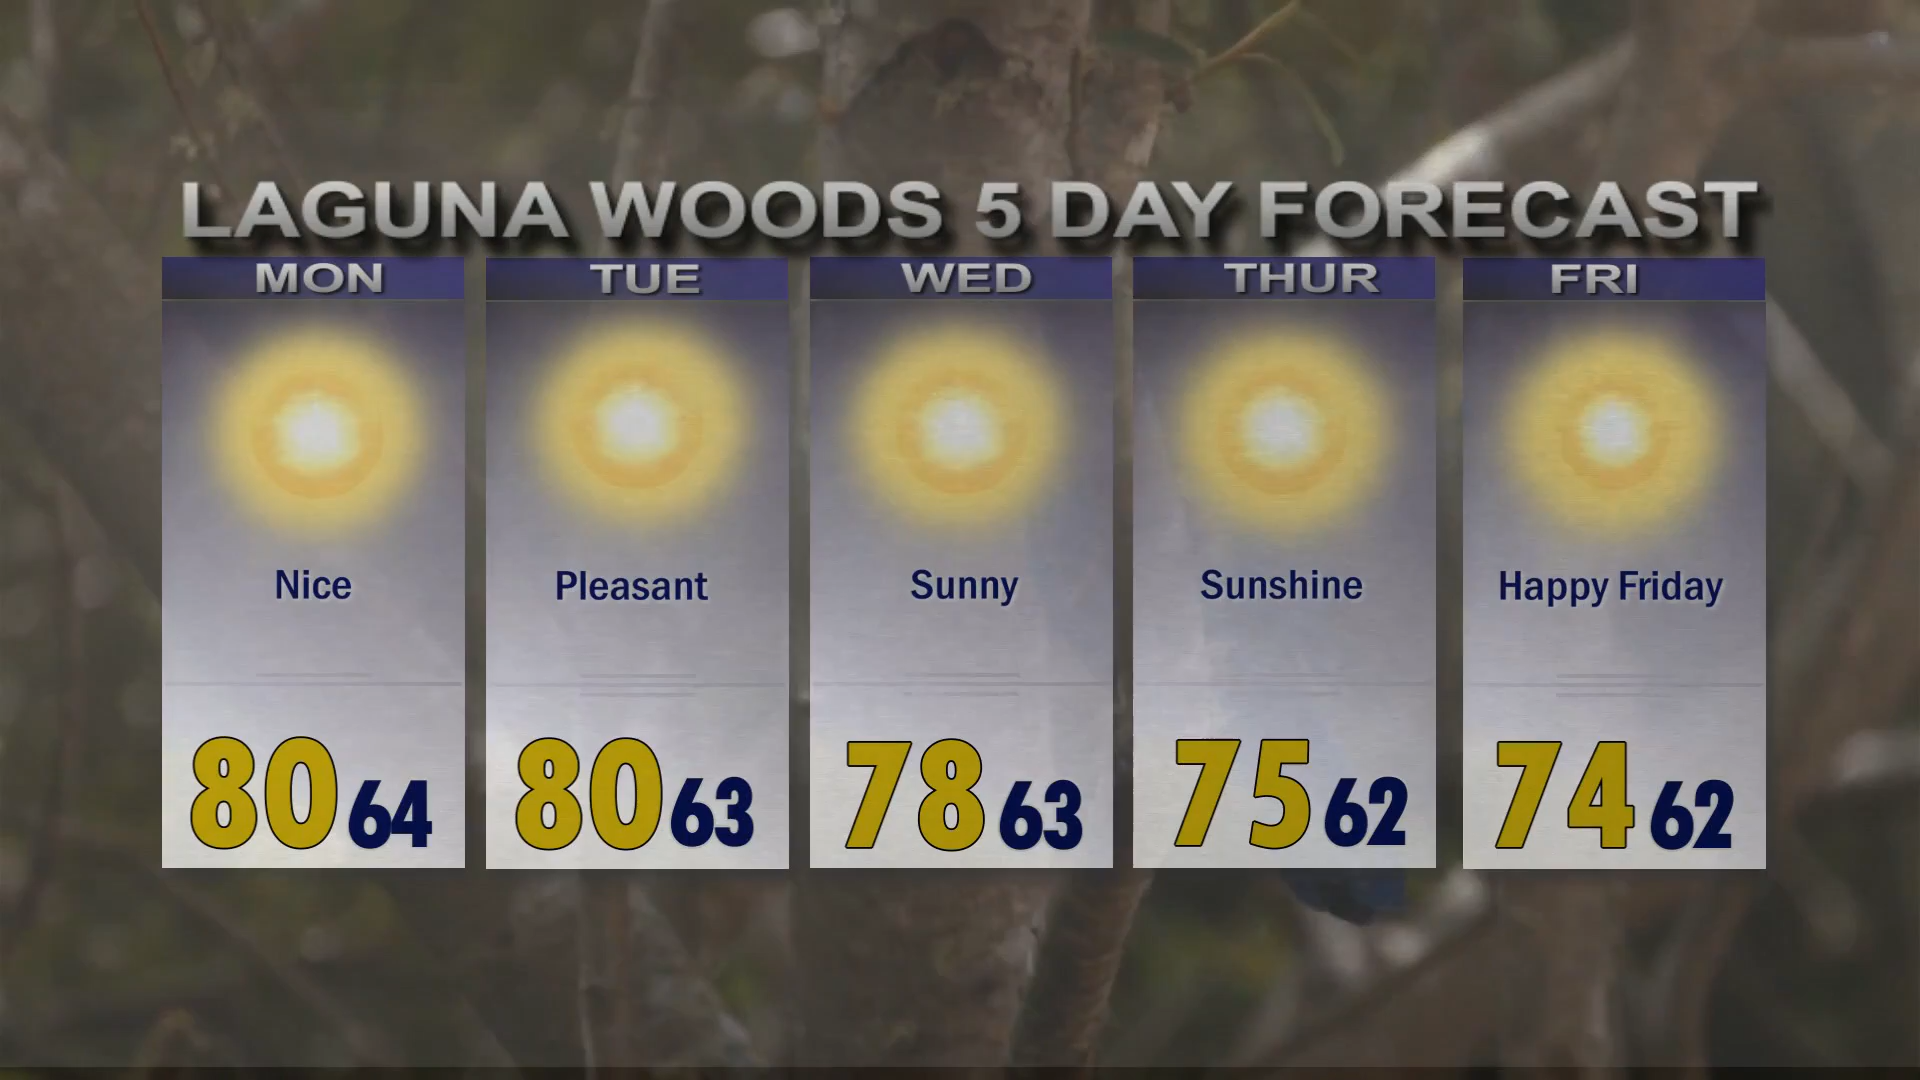 LAGUNA WOODS 5 DAY FORECAST
MON
Nice
80 64
TUE
Pleasant
80 63
WED
Sunny
78 63
THUR
Sunshine
75 62
FRI
Happy Friday
74 62